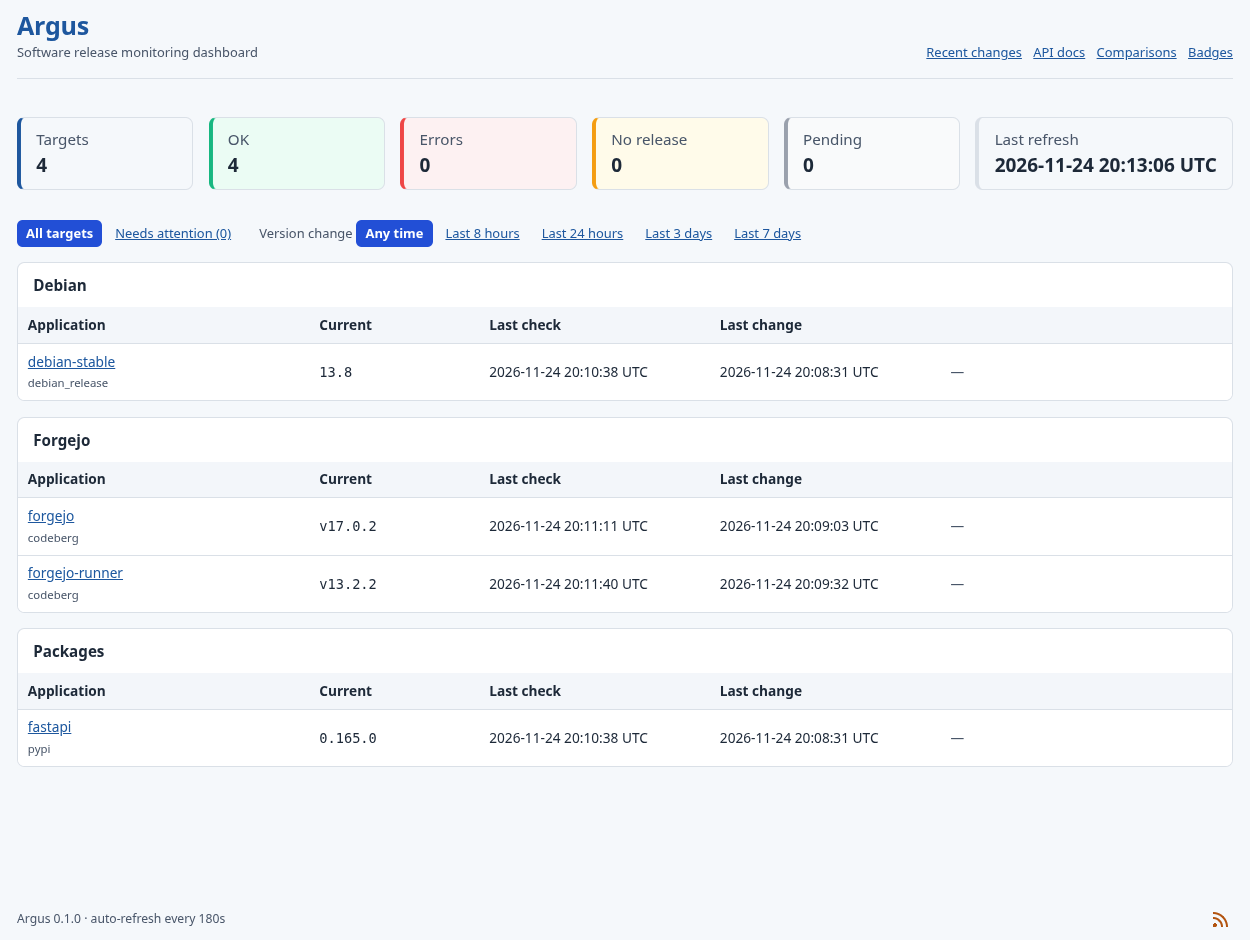 Argus
Software release monitoring dashboard
Recent changes API docs Comparisons Badges
Targets
4
OK
4
Errors
0
No release
0
Pending
0
Last refresh
2026-11-24 20:13:06 UTC
All targets Needs attention (0) Version change Any time Last 8 hours Last 24 hours Last 3 days Last 7 days
Debian
Application Current Last check Last change
debian-stable
debian_release
13.8 2026-11-24 20:10:38 UTC 2026-11-24 20:08:31 UTC —
Forgejo
Application Current Last check Last change
forgejo
codeberg
v17.0.2 2026-11-24 20:11:11 UTC 2026-11-24 20:09:03 UTC —
forgejo-runner
codeberg
v13.2.2 2026-11-24 20:11:40 UTC 2026-11-24 20:09:32 UTC —
Packages
Application Current Last check Last change
fastapi
pypi
0.165.0 2026-11-24 20:10:38 UTC 2026-11-24 20:08:31 UTC —
Argus 0.1.0 · auto-refresh every 180s